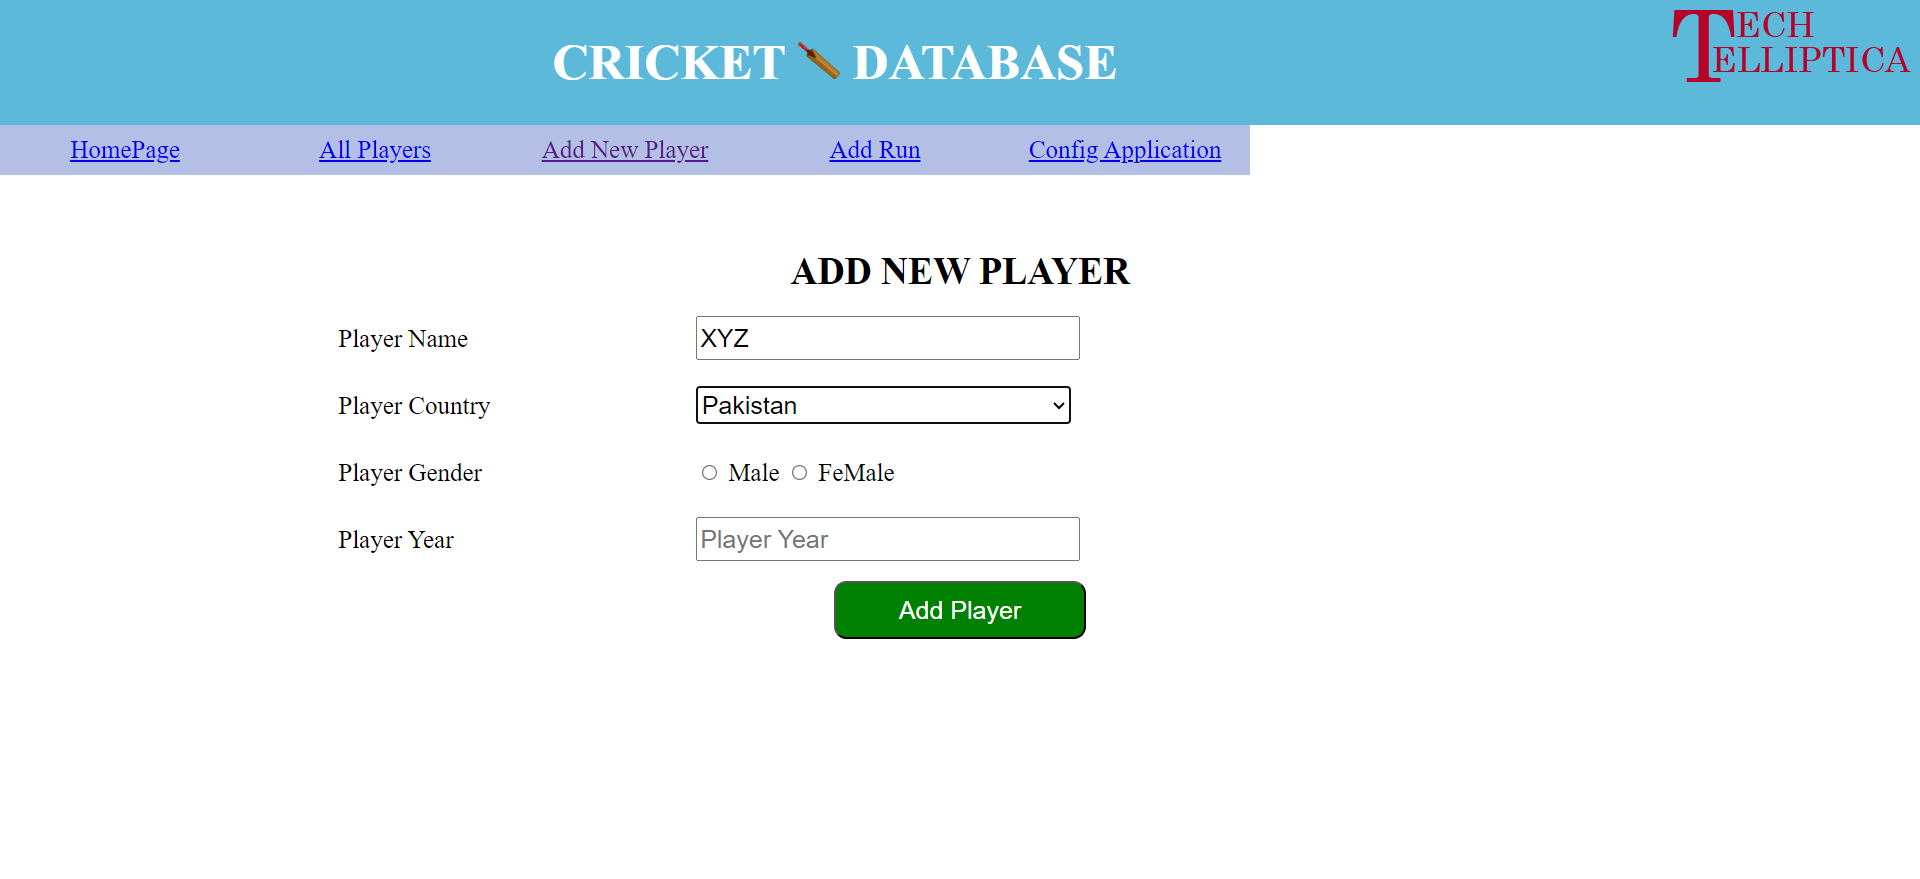 CRICKET DATABASE
TECH
TELLIPTICA
HomePage All Players Add New Player Add Run Config Application
ADD NEW PLAYER
Player Name XYZ
Player Country Pakistan
Player Gender Male FeMale
Player Year Player Year
Add Player